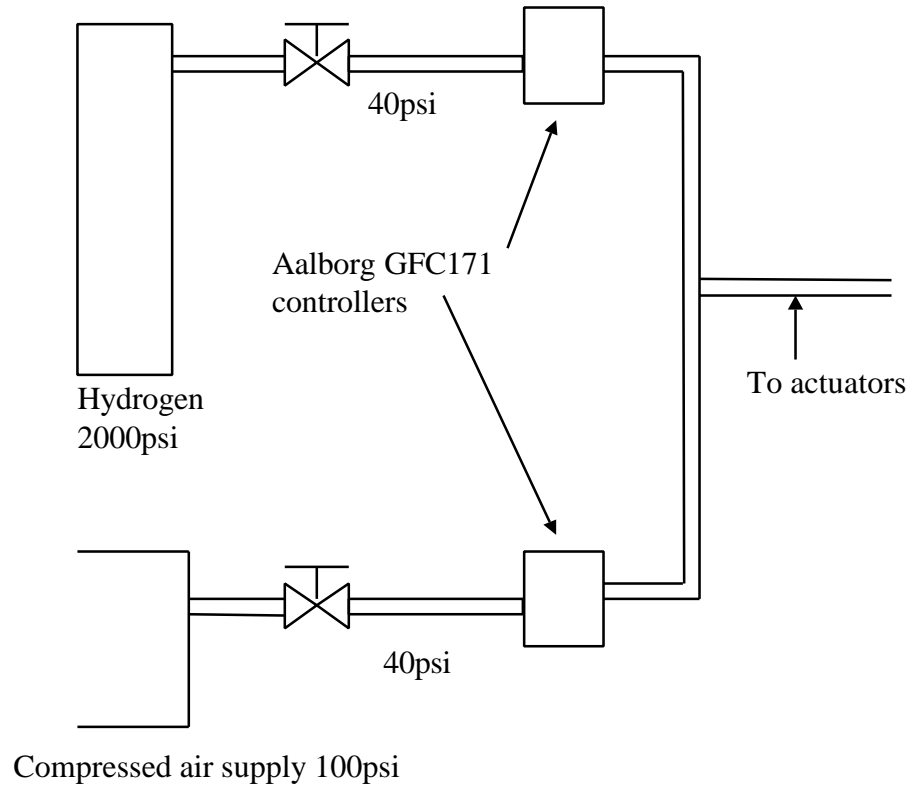 40psi
Aalborg GFC171
controllers
To actuators
Hydrogen
2000psi
40psi
Compressed air supply 100psi